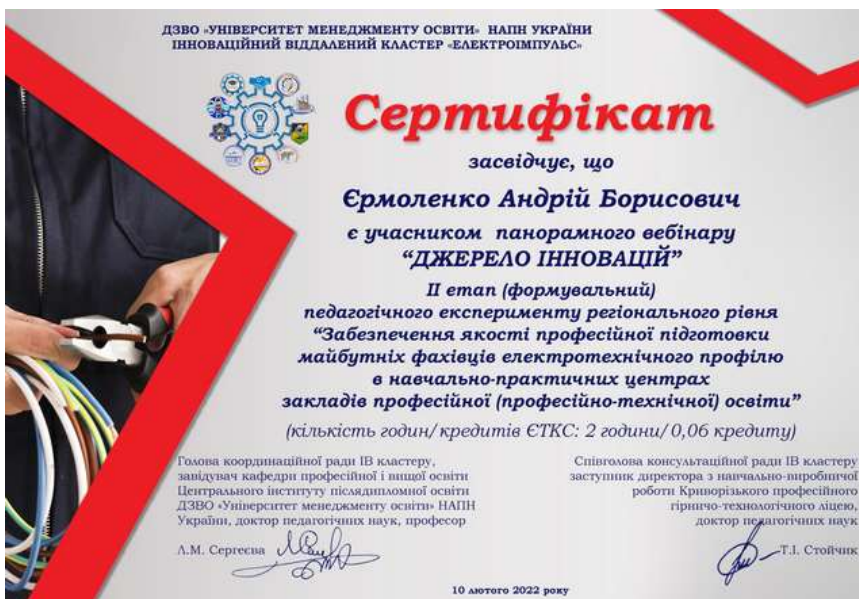 ДЗВО «УНІВЕРСИТЕТ МЕНЕДЖМЕНТУ ОСВІТИ» НАПН УКРАЇНИ
ІННОВАЦІЙНИЙ ВІДДАЛЕНИЙ КЛАСТЕР «ЕЛЕКТРОІМПУЛЬС»
Сертифікат
засвідчує, що
Єрмоленко Андрій Борисович
є учасником панорамного вебінару
“ДЖЕРЕЛО ІННОВАЦІЙ”
ІІ етап (формувальний)
педагогічного експерименту регіонального рівня
“Забезпечення якості професійної підготовки
майбутніх фахівців електротехнічного профілю
в навчально-практичних центрах
закладів професійної (професійно-технічної) освіти”
(кількість годин/кредитів ЄТКС: 2 години/0,06 кредиту)
Голова координаційної ради ІВ кластеру,
завідувач кафедри професійної і вищої освіти
Центрального інституту післядипломної освіти
ДЗВО «Університет менеджменту освіти» НАПН
України, доктор педагогічних наук, професор
Л.М. Сергеєва
Співголова консультаційної ради ІВ кластеру
заступник директора з навчально-виробничої
роботи Криворізького професійного
гірничо-технологічного ліцею,
доктор педагогічних наук
Т.І. Стойчик
10 лютого 2022 року